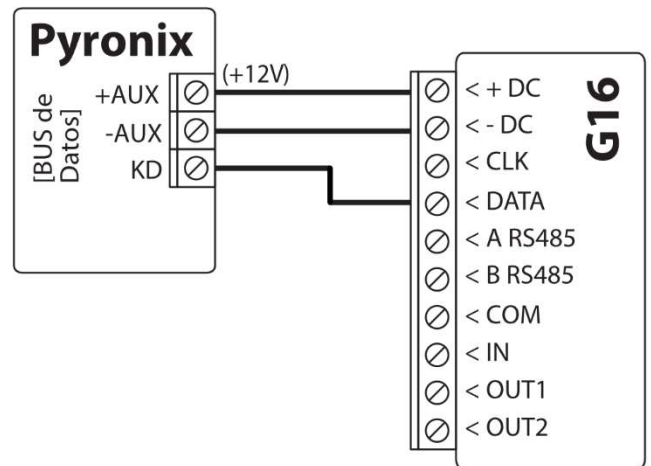 Pyronix
(+12V)
+AUX
-AUX
KD
[BUS de
Datos]
G16
< + DC
< - DC
< CLK
< DATA
< A RS485
< B RS485
< COM
< IN
< OUT1
< OUT2